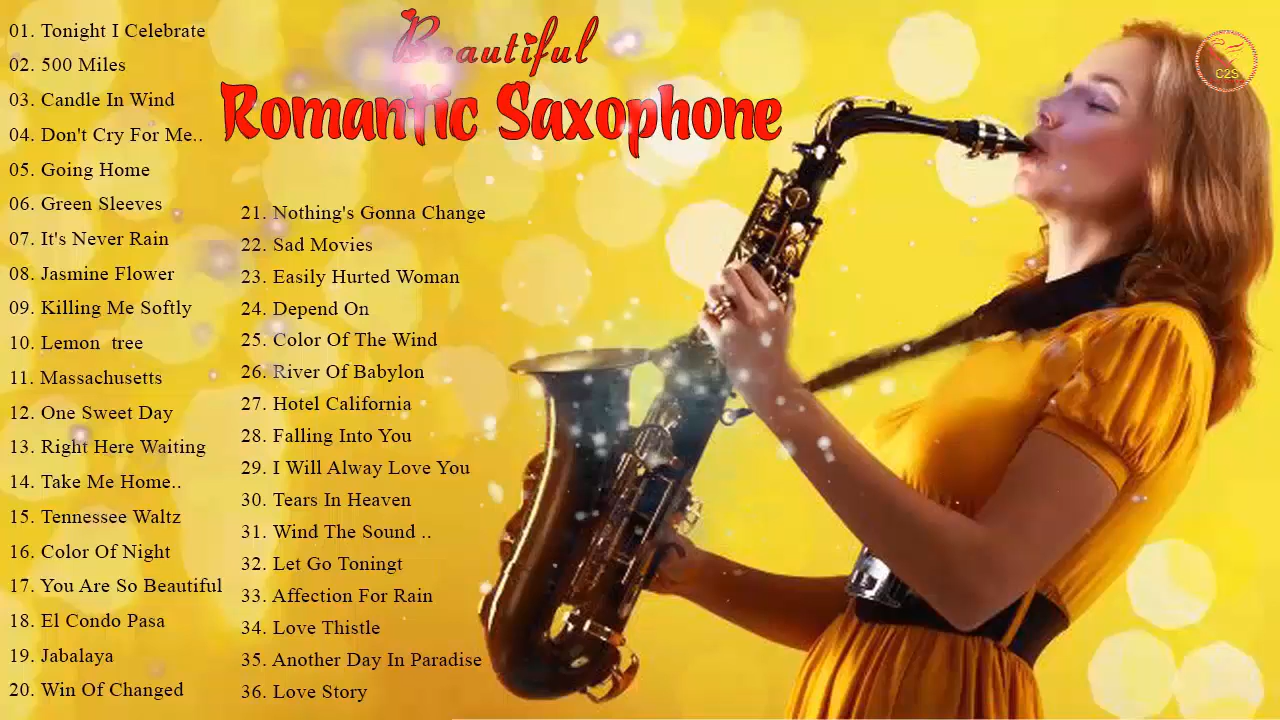 Beautiful
Romantic Saxophone
C2S
01. Tonight I Celebrate
02. 500 Miles
03. Candle In Wind
04. Don't Cry For Me..
05. Going Home
06. Green Sleeves
07. It's Never Rain
08. Jasmine Flower
09. Killing Me Softly
10. Lemon  tree
11. Massachusetts
12. One Sweet Day
13. Right Here Waiting
14. Take Me Home..
15. Tennessee Waltz
16. Color Of Night
17. You Are So Beautiful
18. El Condo Pasa
19. Jabalaya
20. Win Of Changed
21. Nothing's Gonna Change
22. Sad Movies
23. Easily Hurted Woman
24. Depend On
25. Color Of The Wind
26. River Of Babylon
27. Hotel California
28. Falling Into You
29. I Will Alway Love You
30. Tears In Heaven
31. Wind The Sound ..
32. Let Go Toningt
33. Affection For Rain
34. Love Thistle
35. Another Day In Paradise
36. Love Story